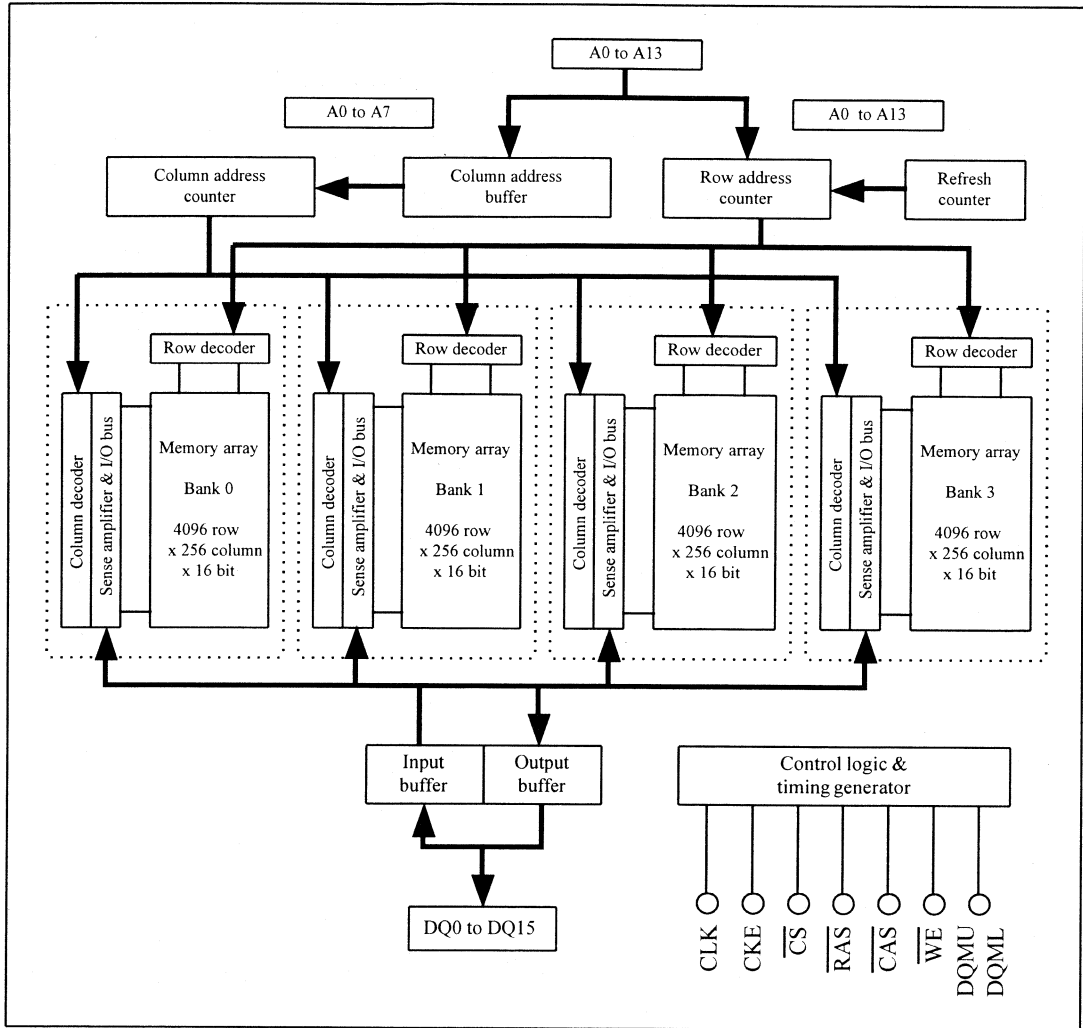 A0 to A13
A0 to A7
A0 to A13
Column address
counter
Column address
buffer
Row address
counter
Refresh
counter
Row decoder
Column decoder
Sense amplifier & I/O bus
Memory array
Bank 0
4096 row
x 256 column
x 16 bit
Row decoder
Column decoder
Sense amplifier & I/O bus
Memory array
Bank 1
4096 row
x 256 column
x 16 bit
Row decoder
Column decoder
Sense amplifier & I/O bus
Memory array
Bank 2
4096 row
x 256 column
x 16 bit
Row decoder
Column decoder
Sense amplifier & I/O bus
Memory array
Bank 3
4096 row
x 256 column
x 16 bit
Input
buffer
Output
buffer
Control logic &
timing generator
DQ0 to DQ15
CLK
CKE
C̅S̅
R̅A̅S̅
C̅A̅S̅
W̅E̅
DQMU
DQML